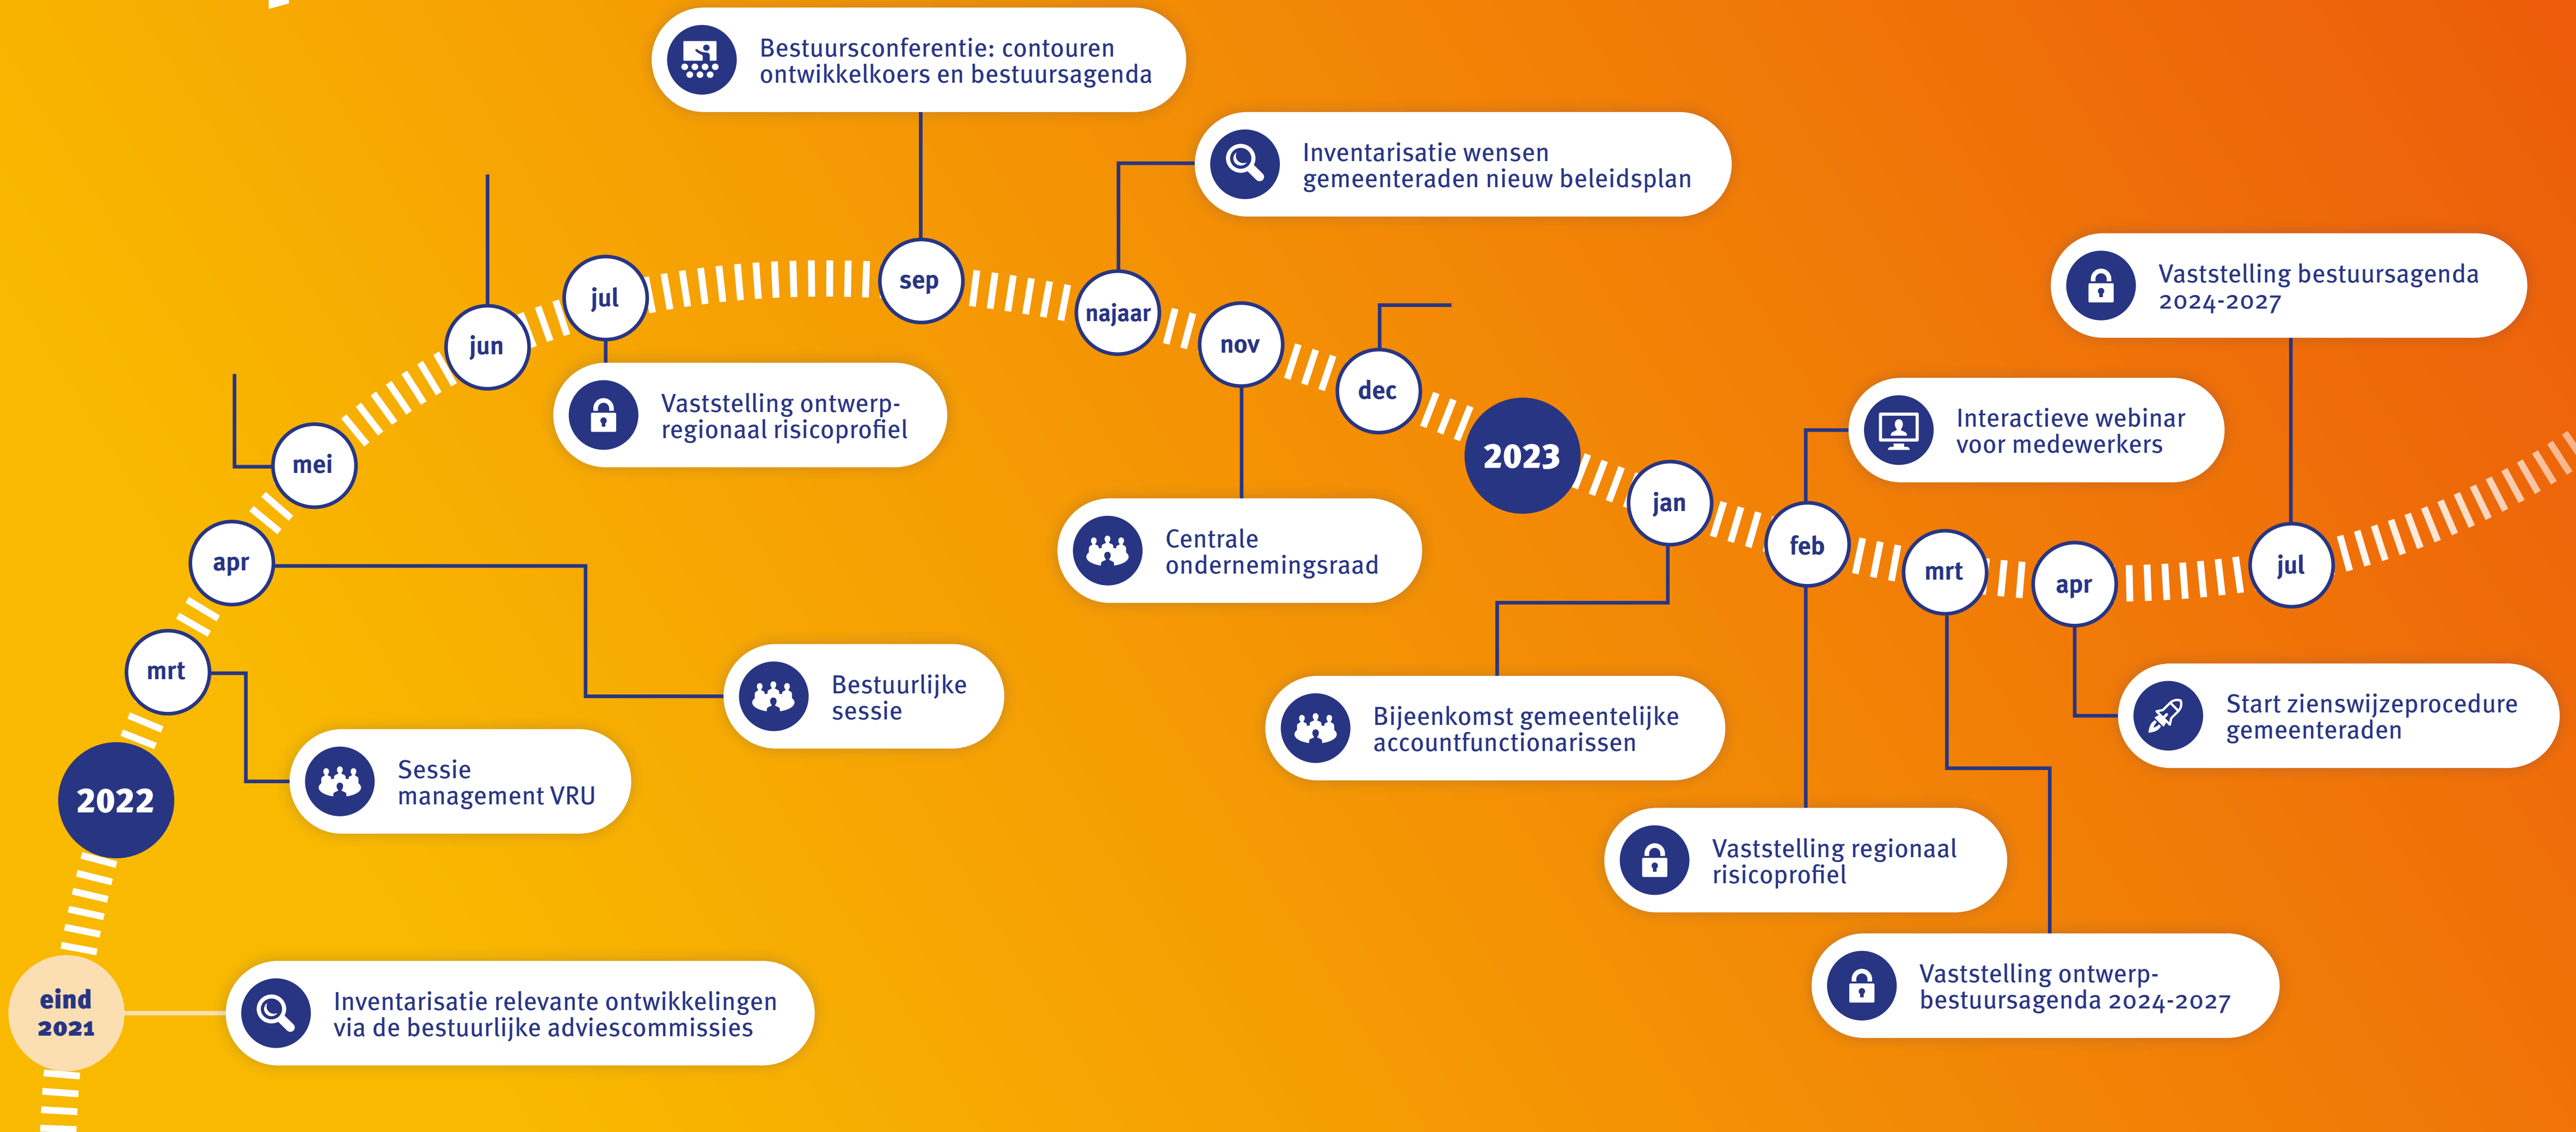 eind
2021
Inventarisatie relevante ontwikkelingen
via de bestuurlijke adviescommissies
2022
mrt
Sessie
management VRU
apr
Bestuurlijke
sessie
mei
jun
jul
Vaststelling ontwerp-
regionaal risicoprofiel
sep
Bestuursconferentie: contouren
ontwikkelkoers en bestuursagenda
najaar
Inventarisatie wensen
gemeenteraden nieuw beleidsplan
nov
Centrale
ondernemingsraad
dec
2023
jan
Bijeenkomst gemeentelijke
accountfunctionarissen
feb
Interactieve webinar
voor medewerkers
Vaststelling regionaal
risicoprofiel
mrt
Vaststelling ontwerp-
bestuursagenda 2024-2027
apr
Start zienswijzeprocedure
gemeenteraden
jul
Vaststelling bestuursagenda
2024-2027